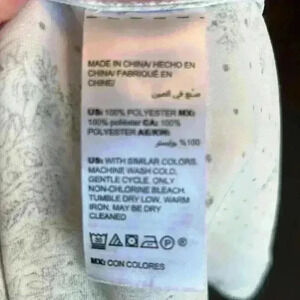 MADE IN CHINA/ HECHO EN
CHINA/ FABRIQUÉ EN
CHINE/
صنع في الصين
US: 100% POLYESTER MX:
100% poliéster CA: 100%
POLYESTER AE/KW:
100% بوليستر
US: WITH SIMILAR COLORS.
MACHINE WASH COLD,
GENTLE CYCLE. ONLY
NON-CHLORINE BLEACH.
TUMBLE DRY LOW, WARM
IRON. MAY BE DRY
CLEANED
MX: CON COLORES